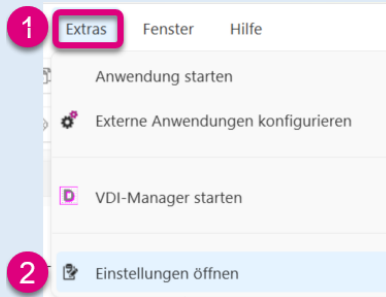 1 Extras Fenster Hilfe
Anwendung starten
Externe Anwendungen konfigurieren
D VDI-Manager starten
2 Einstellungen öffnen